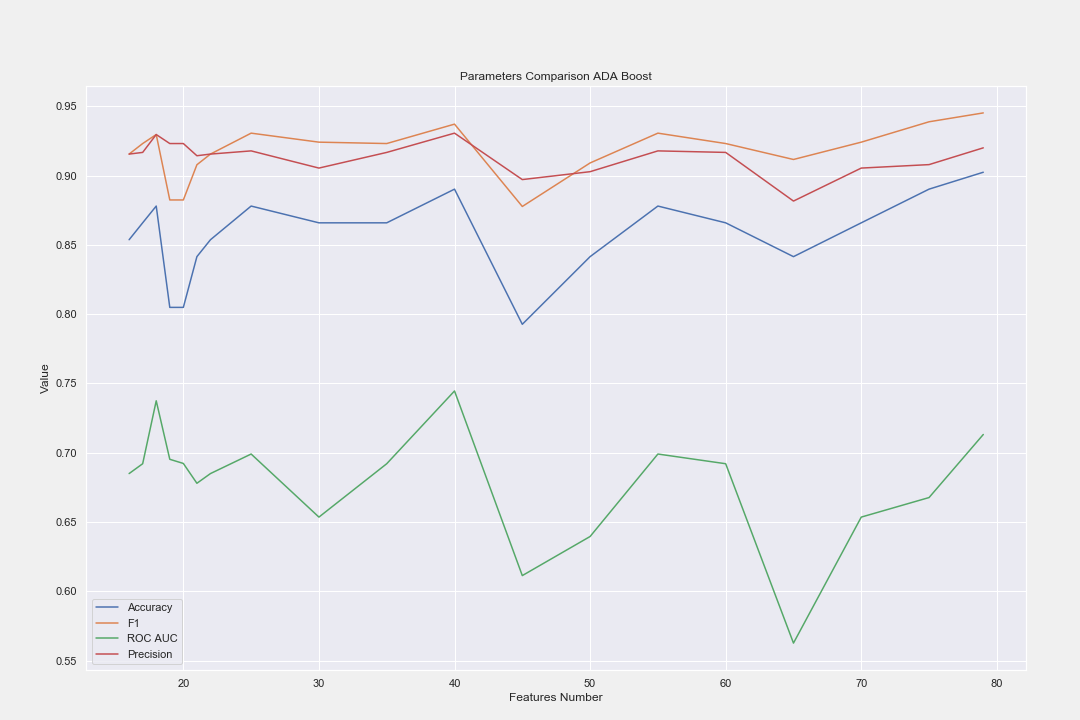 Parameters Comparison ADA Boost
0.95
0.90
0.85
0.80
0.75
0.70
0.65
0.60
0.55
Value
Accuracy
F1
ROC AUC
Precision
20 30 40 50 60 70 80
Features Number